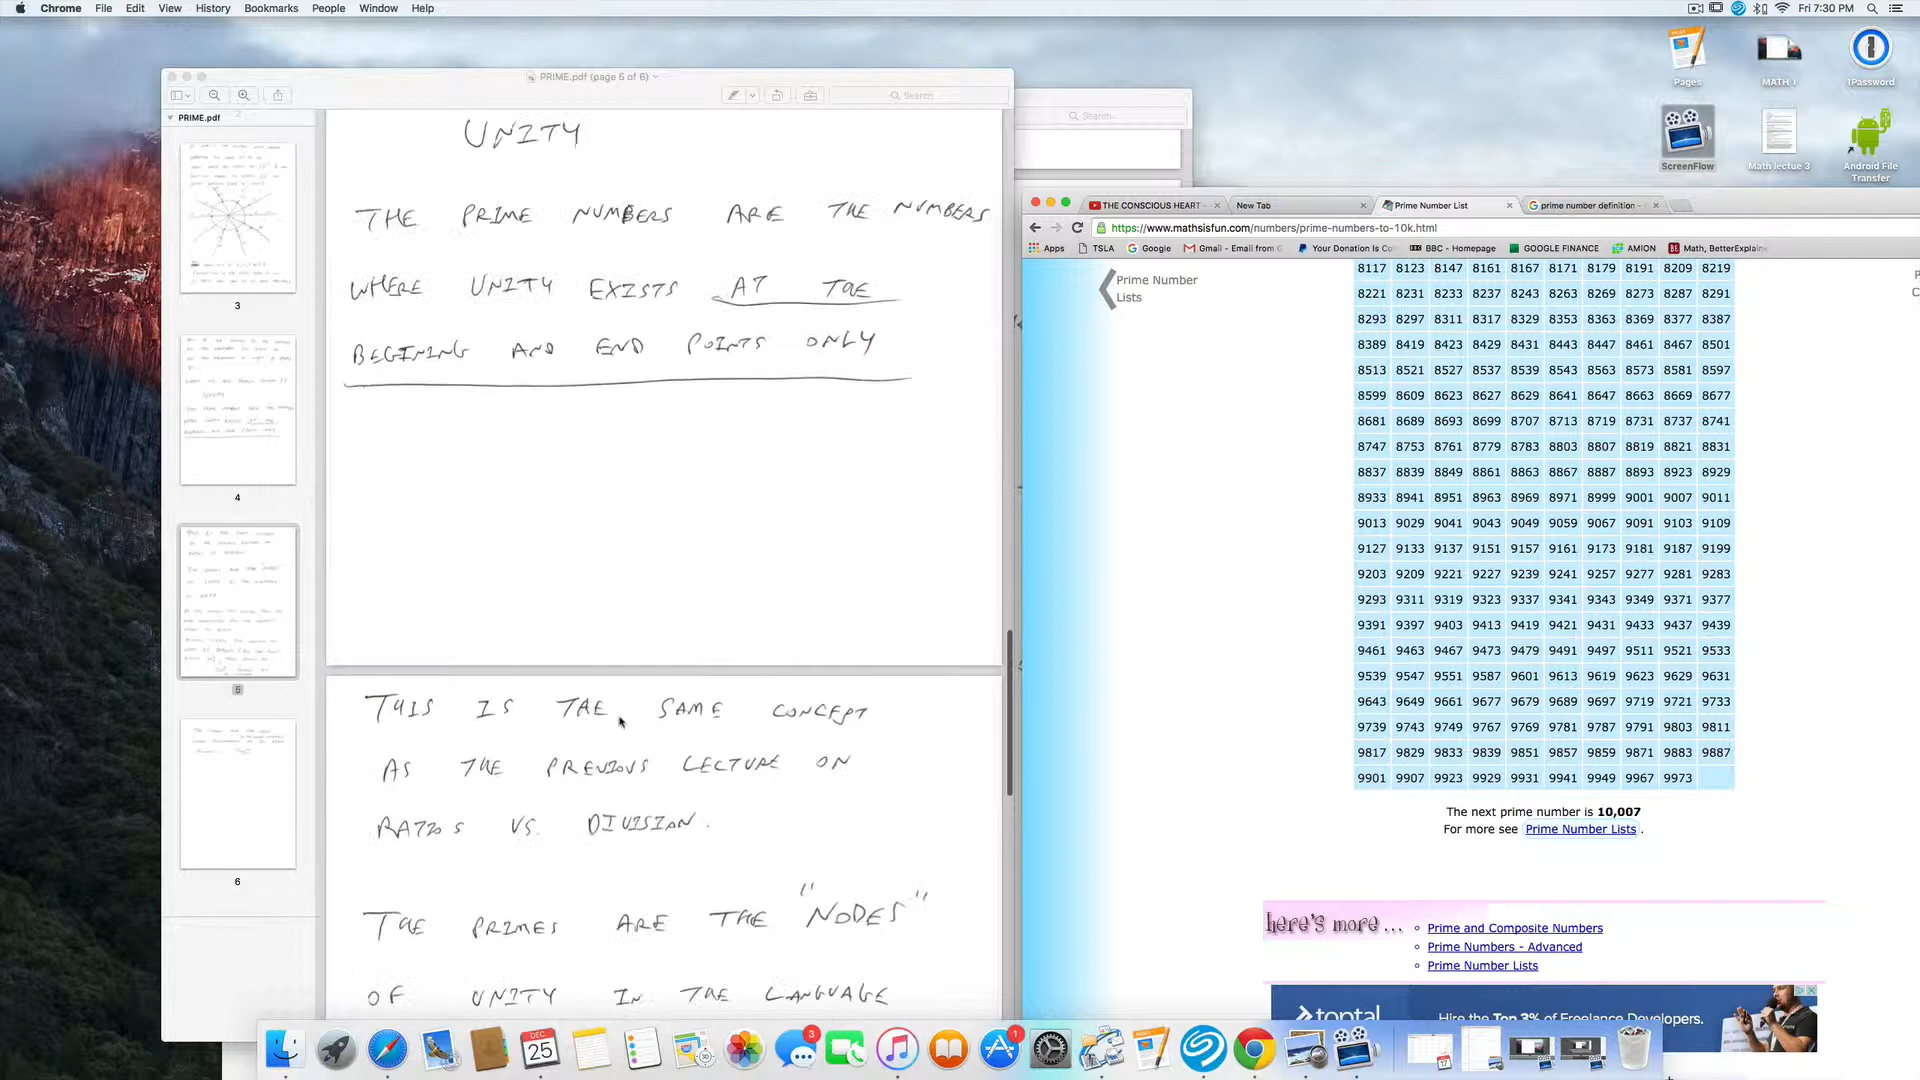 Chrome File Edit View History Bookmarks People Window Help
Fri 7:30 PM
PRIME.pdf (page 5 of 6)
Search
PRIME.pdf
3
4
5
6
UNITY
THE PRIME NUMBERS ARE THE NUMBERS
WHERE UNITY EXISTS AT THE
BEGINING AND END POINTS ONLY
THIS IS THE SAME CONCEPT
AS THE PREVIOUS LECTURE ON
RATIOS VS. DIVISION.
THE PRIMES ARE THE "NODES"
OF UNITY IN THE LANGUAGE
Search
Pages
MATH 1
1Password
ScreenFlow
Math lectue 3
Android File
Transfer
THE CONSCIOUS HEART -
New Tab
Prime Number List
prime number definition -
https://www.mathsisfun.com/numbers/prime-numbers-to-10k.html
Apps TSLA Google Gmail - Email from G Your Donation Is Co BBC - Homepage GOOGLE FINANCE AMION Math, BetterExplaine
Prime Number
Lists
8117 8123 8147 8161 8167 8171 8179 8191 8209 8219
8221 8231 8233 8237 8243 8263 8269 8273 8287 8291
8293 8297 8311 8317 8329 8353 8363 8369 8377 8387
8389 8419 8423 8429 8431 8443 8447 8461 8467 8501
8513 8521 8527 8537 8539 8543 8563 8573 8581 8597
8599 8609 8623 8627 8629 8641 8647 8663 8669 8677
8681 8689 8693 8699 8707 8713 8719 8731 8737 8741
8747 8753 8761 8779 8783 8803 8807 8819 8821 8831
8837 8839 8849 8861 8863 8867 8887 8893 8923 8929
8933 8941 8951 8963 8969 8971 8999 9001 9007 9011
9013 9029 9041 9043 9049 9059 9067 9091 9103 9109
9127 9133 9137 9151 9157 9161 9173 9181 9187 9199
9203 9209 9221 9227 9239 9241 9257 9277 9281 9283
9293 9311 9319 9323 9337 9341 9343 9349 9371 9377
9391 9397 9403 9413 9419 9421 9431 9433 9437 9439
9461 9463 9467 9473 9479 9491 9497 9511 9521 9533
9539 9547 9551 9587 9601 9613 9619 9623 9629 9631
9643 9649 9661 9677 9679 9689 9697 9719 9721 9733
9739 9743 9749 9767 9769 9781 9787 9791 9803 9811
9817 9829 9833 9839 9851 9857 9859 9871 9883 9887
9901 9907 9923 9929 9931 9941 9949 9967 9973
The next prime number is 10,007
For more see Prime Number Lists .
here's more ...
Prime and Composite Numbers
Prime Numbers - Advanced
Prime Number Lists
toptal
Hire the Top 3% of Freelance Developers.
DEC
25
3
1
17